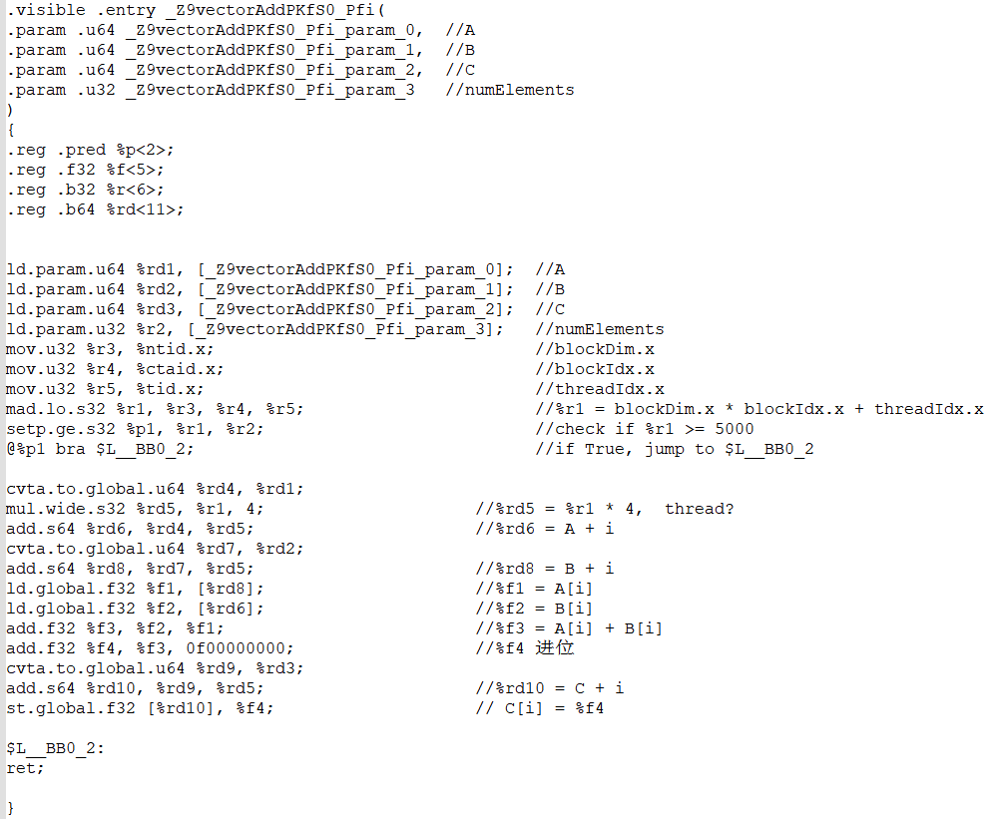 .visible .entry _Z9vectorAddPKfS0_Pfi(
.param .u64 _Z9vectorAddPKfS0_Pfi_param_0,  //A
.param .u64 _Z9vectorAddPKfS0_Pfi_param_1,  //B
.param .u64 _Z9vectorAddPKfS0_Pfi_param_2,  //C
.param .u32 _Z9vectorAddPKfS0_Pfi_param_3   //numElements
)
{
.reg .pred %p<2>;
.reg .f32 %f<5>;
.reg .b32 %r<6>;
.reg .b64 %rd<11>;
ld.param.u64 %rd1, [_Z9vectorAddPKfS0_Pfi_param_0];  //A
ld.param.u64 %rd2, [_Z9vectorAddPKfS0_Pfi_param_1];  //B
ld.param.u64 %rd3, [_Z9vectorAddPKfS0_Pfi_param_2];  //C
ld.param.u32 %r2, [_Z9vectorAddPKfS0_Pfi_param_3];   //numElements
mov.u32 %r3, %ntid.x;                                //blockDim.x
mov.u32 %r4, %ctaid.x;                               //blockIdx.x
mov.u32 %r5, %tid.x;                                 //threadIdx.x
mad.lo.s32 %r1, %r3, %r4, %r5;                       //%r1 = blockDim.x * blockIdx.x + threadIdx.x
setp.ge.s32 %p1, %r1, %r2;                           //check if %r1 >= 5000
@%p1 bra $L__BB0_2;                                  //if True, jump to $L__BB0_2
cvta.to.global.u64 %rd4, %rd1;
mul.wide.s32 %rd5, %r1, 4;                     //%rd5 = %r1 * 4,  thread?
add.s64 %rd6, %rd4, %rd5;                      //%rd6 = A + i
cvta.to.global.u64 %rd7, %rd2;
add.s64 %rd8, %rd7, %rd5;                      //%rd8 = B + i
ld.global.f32 %f1, [%rd8];                     //%f1 = A[i]
ld.global.f32 %f2, [%rd6];                     //%f2 = B[i]
add.f32 %f3, %f2, %f1;                         //%f3 = A[i] + B[i]
add.f32 %f4, %f3, 0f00000000;                  //%f4 进位
cvta.to.global.u64 %rd9, %rd3;
add.s64 %rd10, %rd9, %rd5;                     //%rd10 = C + i
st.global.f32 [%rd10], %f4;                    // C[i] = %f4
$L__BB0_2:
ret;
}